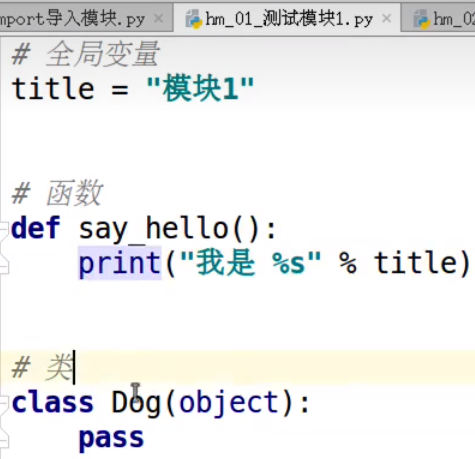 mport导入模块.py × hm_01_测试模块1.py × hm_0
# 全局变量
title = "模块1"
# 函数
def say_hello():
print("我是 %s" % title)
# 类
class Dog(object):
pass